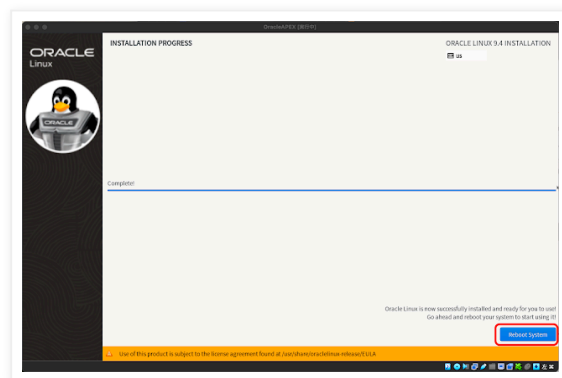 OracleAPEX [実行中]
ORACLE
Linux
INSTALLATION PROGRESS
ORACLE LINUX 9.4 INSTALLATION
us
ORACLE
Complete!
Oracle Linux is now successfully installed and ready for you to use!
Go ahead and reboot your system to start using it!
Reboot System
Use of this product is subject to the license agreement found at /usr/share/oraclelinux-release/EULA